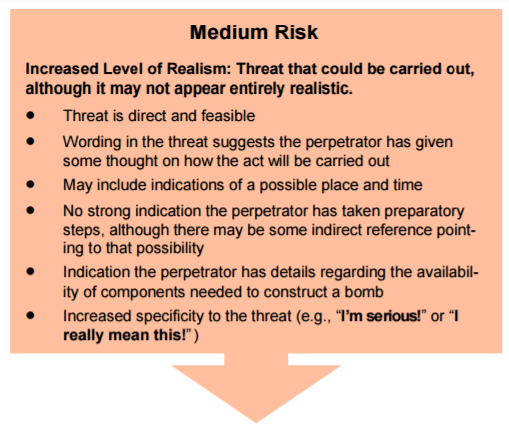 Medium Risk
Increased Level of Realism: Threat that could be carried out,
although it may not appear entirely realistic.
● Threat is direct and feasible
● Wording in the threat suggests the perpetrator has given
some thought on how the act will be carried out
● May include indications of a possible place and time
● No strong indication the perpetrator has taken preparatory
steps, although there may be some indirect reference point-
ing to that possibility
● Indication the perpetrator has details regarding the availabil-
ity of components needed to construct a bomb
● Increased specificity to the threat (e.g., “I’m serious!” or “I
really mean this!”)